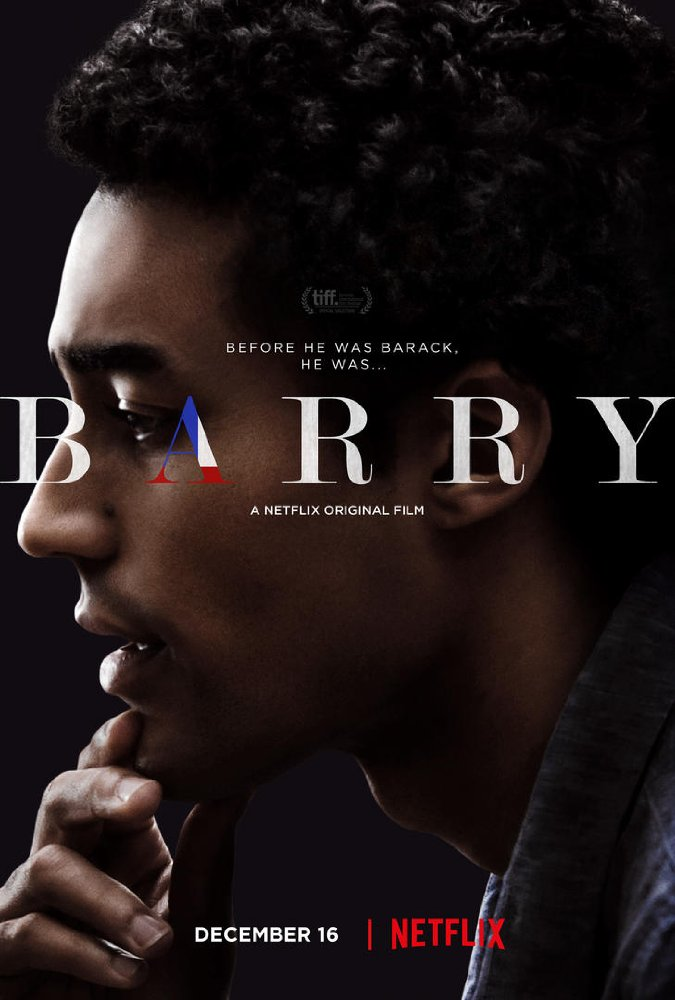 tiff.
BEFORE HE WAS BARACK,
HE WAS...
BARRY
A NETFLIX ORIGINAL FILM
DECEMBER 16 | NETFLIX